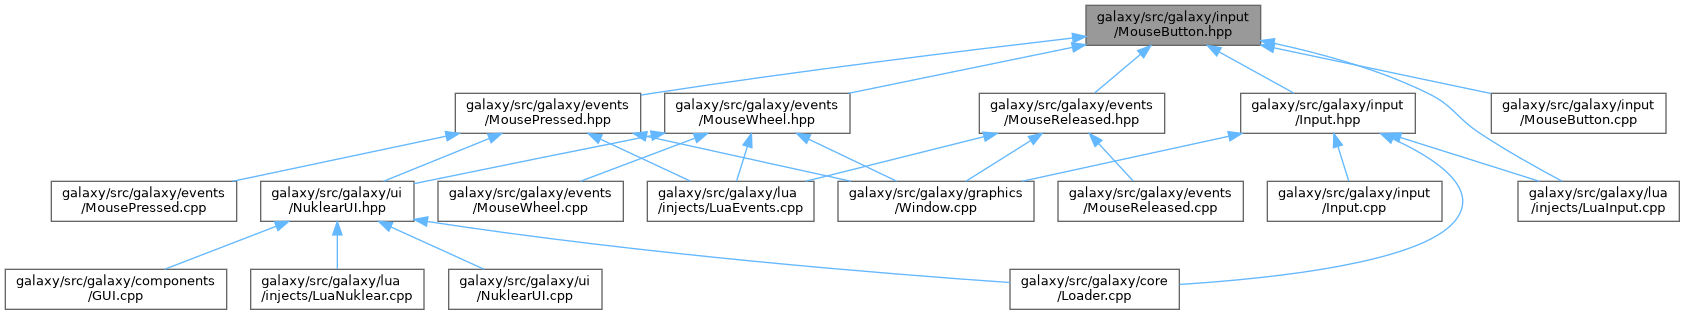 galaxy/src/galaxy/input
/MouseButton.hpp
galaxy/src/galaxy/events
/MousePressed.hpp
galaxy/src/galaxy/events
/MouseWheel.hpp
galaxy/src/galaxy/events
/MouseReleased.hpp
galaxy/src/galaxy/input
/Input.hpp
galaxy/src/galaxy/input
/MouseButton.cpp
galaxy/src/galaxy/events
/MousePressed.cpp
galaxy/src/galaxy/ui
/NuklearUI.hpp
galaxy/src/galaxy/events
/MouseWheel.cpp
galaxy/src/galaxy/lua
/injects/LuaEvents.cpp
galaxy/src/galaxy/graphics
/Window.cpp
galaxy/src/galaxy/events
/MouseReleased.cpp
galaxy/src/galaxy/input
/Input.cpp
galaxy/src/galaxy/lua
/injects/LuaInput.cpp
galaxy/src/galaxy/components
/GUI.cpp
galaxy/src/galaxy/lua
/injects/LuaNuklear.cpp
galaxy/src/galaxy/ui
/NuklearUI.cpp
galaxy/src/galaxy/core
/Loader.cpp